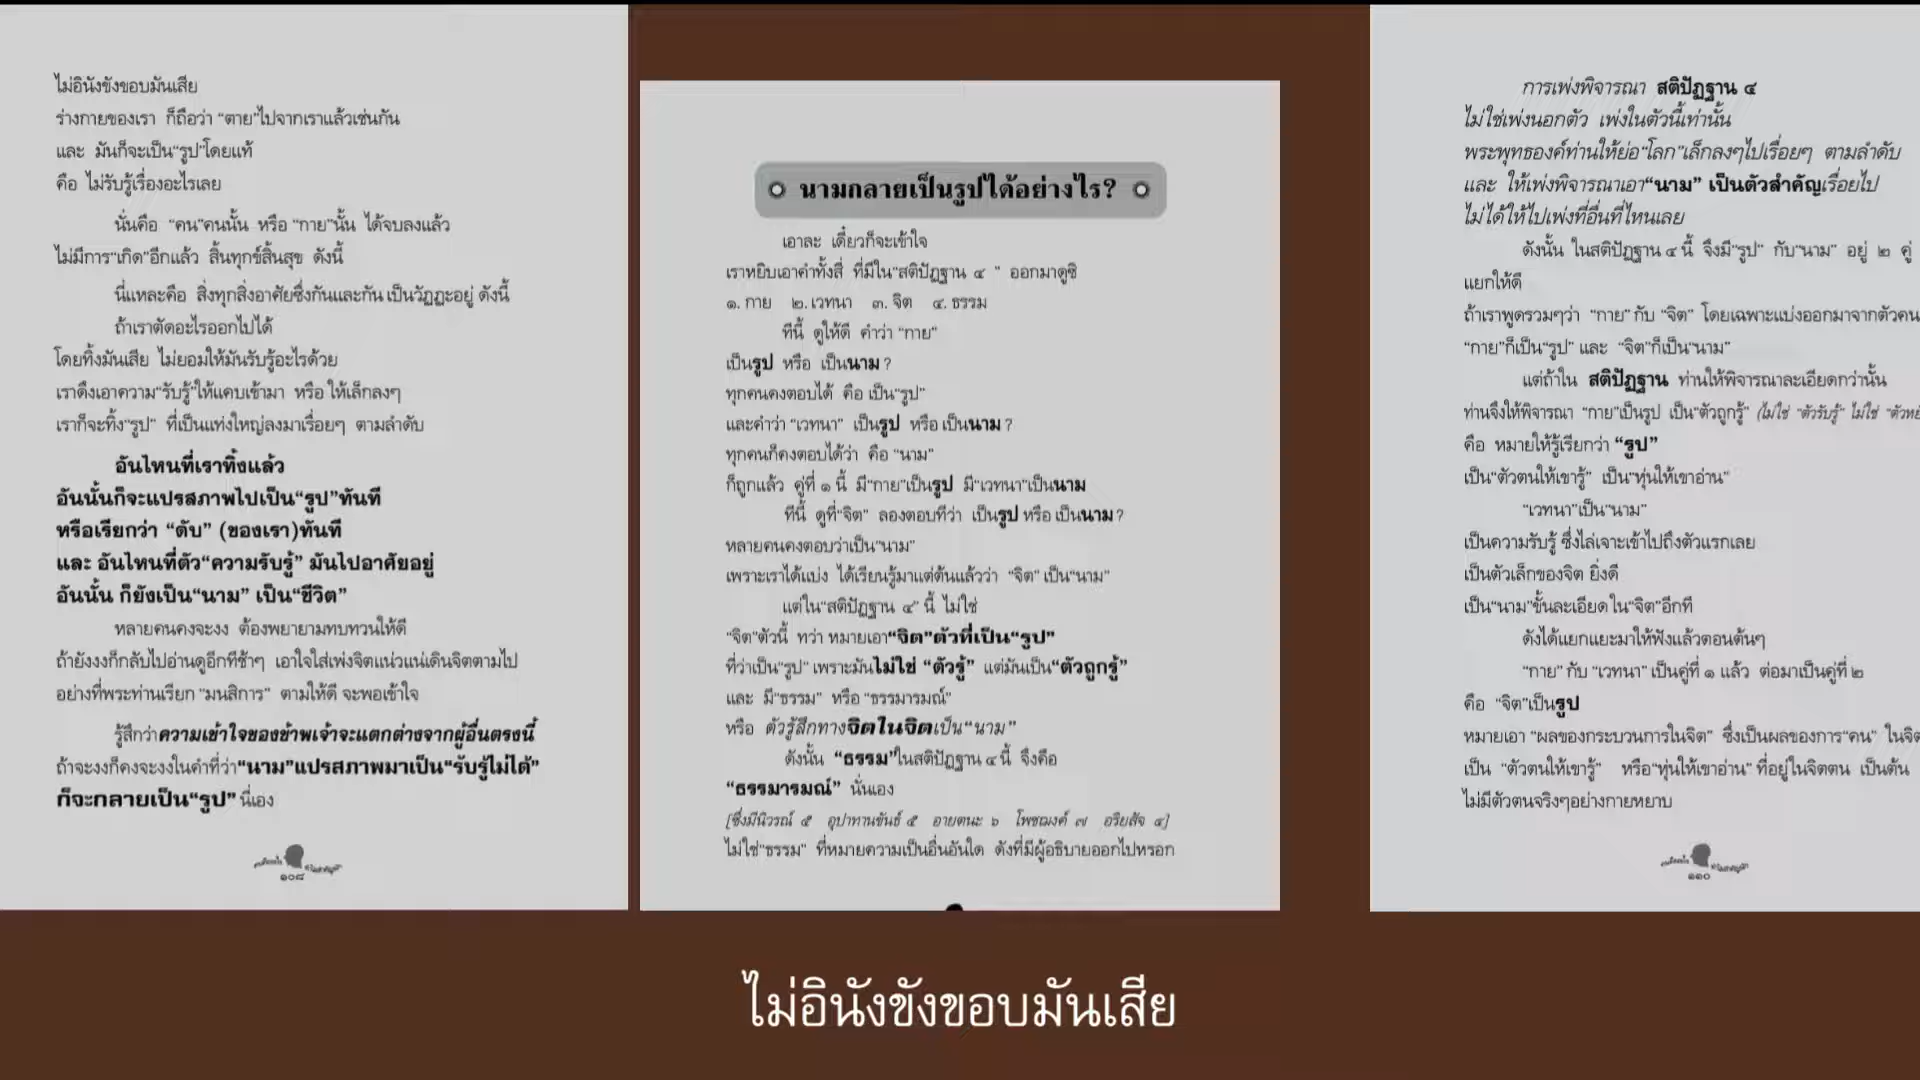 ไม่อินังขังขอบมันเสีย
ร่างกายของเรา ก็ถือว่า “ตาย”ไปจากเราแล้วเช่นกัน
และ มันก็จะเป็น“รูป”โดยแท้
คือ ไม่รับรู้เรื่องอะไรเลย
นั่นคือ “คน”คนนั้น หรือ “กาย”นั้น ได้จบลงแล้ว
ไม่มีการ“เกิด”อีกแล้ว สิ้นทุกข์สิ้นสุข ดังนี้
นี่แหละคือ สิ่งทุกสิ่งอาศัยซึ่งกันและกัน เป็นวัฏฏะอยู่ ดังนี้
ถ้าเราตัดอะไรออกไปได้
โดยทิ้งมันเสีย ไม่ยอมให้มันรับรู้อะไรด้วย
เราดึงเอาความ“รับรู้”ให้แคบเข้ามา หรือ ให้เล็กลงๆ
เราก็จะทิ้ง“รูป” ที่เป็นแท่งใหญ่ลงมาเรื่อยๆ ตามลำดับ
อันไหนที่เราทิ้งแล้ว
อันนั้นก็จะแปรสภาพไปเป็น“รูป”ทันที
หรือเรียกว่า “ดับ” (ของเรา)ทันที
และ อันไหนที่ตัว“ความรับรู้” มันไปอาศัยอยู่
อันนั้น ก็ยังเป็น“นาม” เป็น“ชีวิต”
หลายคนคงจะงง ต้องพยายามทบทวนให้ดี
ถ้ายังงงก็กลับไปอ่านดูอีกทีช้าๆ เอาใจใส่เพ่งจิตแน่วแน่เดินจิตตามไป
อย่างที่พระท่านเรียก “มนสิการ” ตามให้ดี จะพอเข้าใจ
รู้สึกว่าความเข้าใจของข้าพเจ้าจะแตกต่างจากผู้อื่นตรงนี้
ถ้าจะงงก็คงจะงงในคำที่ว่า“นาม”แปรสภาพมาเป็น“รับรู้ไม่ได้”
ก็จะกลายเป็น“รูป”นี่เอง
๑๐๘
นามกลายเป็นรูปได้อย่างไร?
เอาละ เดี๋ยวก็จะเข้าใจ
เราหยิบเอาคำทั้งสี่ ที่มีใน“สติปัฏฐาน ๔ ” ออกมาดูซิ
๑. กาย ๒. เวทนา ๓. จิต ๔. ธรรม
ทีนี้ ดูให้ดี คำว่า “กาย”
เป็นรูป หรือ เป็นนาม ?
ทุกคนคงตอบได้ คือ เป็น“รูป”
และคำว่า “เวทนา” เป็นรูป หรือ เป็นนาม ?
ทุกคนก็คงตอบได้ว่า คือ “นาม”
ก็ถูกแล้ว คู่ที่ ๑ นี้ มี“กาย”เป็นรูป มี“เวทนา”เป็นนาม
ทีนี้ ดูที่“จิต” ลองตอบทีว่า เป็นรูป หรือ เป็นนาม ?
หลายคนคงตอบว่าเป็น“นาม”
เพราะเราได้แบ่ง ได้เรียนรู้มาแต่ต้นแล้วว่า “จิต” เป็น“นาม”
แต่ใน“สติปัฏฐาน ๔” นี้ ไม่ใช่
“จิต”ตัวนี้ ทว่า หมายเอา“จิต”ตัวที่เป็น“รูป”
ที่ว่าเป็น“รูป” เพราะมันไม่ใช่ “ตัวรู้” แต่มันเป็น“ตัวถูกรู้”
และ มี“ธรรม” หรือ “ธรรมารมณ์”
หรือ ตัวรู้สึกทางจิตในจิตเป็น“นาม”
ดังนั้น “ธรรม”ในสติปัฏฐาน ๔ นี้ จึงคือ
“ธรรมารมณ์” นั่นเอง
[ซึ่งมีนิวรณ์ ๕ อุปาทานขันธ์ ๕ อายตนะ ๖ โพชฌงค์ ๗ อริยสัจ ๔]
ไม่ใช่“ธรรม” ที่หมายความเป็นอื่นอันใด ดังที่มีผู้อธิบายออกไปหรอก
การเพ่งพิจารณา สติปัฏฐาน ๔
ไม่ใช่เพ่งนอกตัว เพ่งในตัวนี้เท่านั้น
พระพุทธองค์ท่านให้ย่อ“โลก”เล็กลงๆไปเรื่อยๆ ตามลำดับ
และ ให้เพ่งพิจารณาเอา“นาม” เป็นตัวสำคัญเรื่อยไป
ไม่ได้ให้ไปเพ่งที่อื่นที่ไหนเลย
ดังนั้น ในสติปัฏฐาน ๔ นี้ จึงมี“รูป” กับ“นาม” อยู่ ๒ คู่
แยกให้ดี
ถ้าเราพูดรวมๆว่า “กาย” กับ “จิต” โดยเฉพาะแบ่งออกมาจากตัวคน
“กาย”ก็เป็น“รูป” และ “จิต”ก็เป็น“นาม”
แต่ถ้าใน สติปัฏฐาน ท่านให้พิจารณาละเอียดกว่านั้น
ท่านจึงให้พิจารณา “กาย”เป็นรูป เป็น“ตัวถูกรู้” (ไม่ใช่ “ตัวรับรู้” ไม่ใช่
คือ หมายให้รู้เรียกว่า “รูป”
เป็น“ตัวตนให้เขารู้” เป็น“หุ่นให้เขาอ่าน”
“เวทนา”เป็น“นาม”
เป็นความรับรู้ ซึ่งไล่เจาะเข้าไปถึงตัวแรกเลย
เป็นตัวเล็กของจิต ยิ่งดี
เป็น“นาม”ขั้นละเอียด ใน“จิต”อีกที
ดังได้แยกแยะมาให้ฟังแล้วตอนต้นๆ
“กาย” กับ “เวทนา” เป็นคู่ที่ ๑ แล้ว ต่อมาเป็นคู่ที่ ๒
คือ “จิต”เป็นรูป
หมายเอา “ผลของกระบวนการในจิต” ซึ่งเป็นผลของการ“คน” ในจิต
เป็น “ตัวตนให้เขารู้” หรือ“หุ่นให้เขาอ่าน” ที่อยู่ในจิตตน เป็นต้น
ไม่มีตัวตนจริงๆอย่างกายหยาบ
๑๑๐
ไม่อินังขังขอบมันเสีย